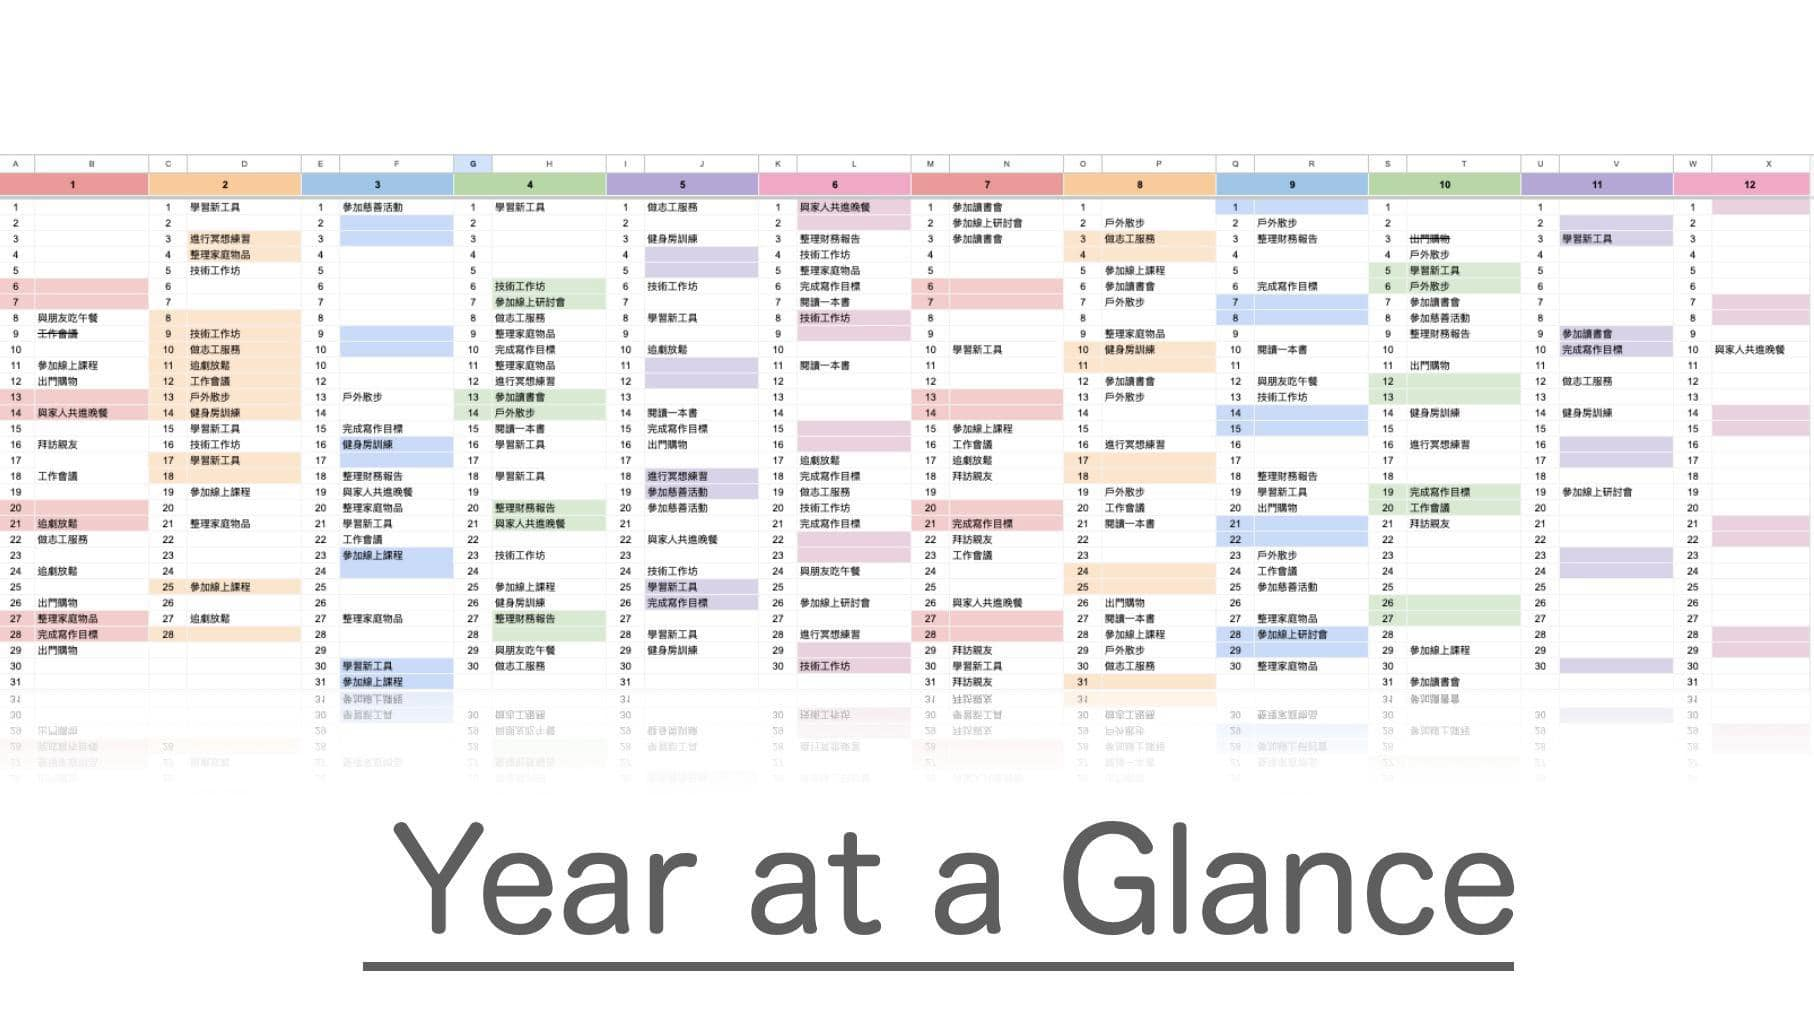 A B C D E F G H I J K L M N O P Q R S T U V W X
1 2 3 4 5 6 7 8 9 10 11 12
1 1 學習新工具 1 參加慈善活動 1 學習新工具 1 做志工服務 1 與家人共進晚餐 1 參加讀書會 1 1 1 1 1
2 2 2 2 2 2 2 參加線上研討會 2 戶外散步 2 戶外散步 2 2 2
3 3 進行冥想練習 3 3 3 健身房訓練 3 整理財務報告 3 參加讀書會 3 做志工服務 3 整理財務報告 3 出門購物 3 學習新工具 3
4 4 整理家庭物品 4 4 4 4 技術工作坊 4 4 4 4 戶外散步 4 4
5 5 技術工作坊 5 5 5 5 整理家庭物品 5 5 參加線上課程 5 5 學習新工具 5 5
6 6 6 6 技術工作坊 6 技術工作坊 6 完成寫作目標 6 6 參加讀書會 6 完成寫作目標 6 戶外散步 6 6
7 7 7 7 參加線上研討會 7 7 閱讀一本書 7 7 戶外散步 7 7 參加讀書會 7 7
8 與朋友吃午餐 8 8 8 做志工服務 8 學習新工具 8 技術工作坊 8 8 8 8 參加慈善活動 8 8
9 工作會議 9 技術工作坊 9 9 整理家庭物品 9 9 9 9 整理家庭物品 9 9 整理財務報告 9 參加讀書會 9
10 10 做志工服務 10 10 完成寫作目標 10 追劇放鬆 10 10 學習新工具 10 健身房訓練 10 閱讀一本書 10 10 完成寫作目標 10 與家人共進晚餐
11 參加線上課程 11 追劇放鬆 10 11 整理家庭物品 11 11 閱讀一本書 11 11 11 11 出門購物 11 11
12 出門購物 12 工作會議 12 12 進行冥想練習 12 12 12 12 參加讀書會 12 與朋友吃午餐 12 12 做志工服務 12
13 13 戶外散步 13 戶外散步 13 參加讀書會 13 13 13 13 戶外散步 13 技術工作坊 13 13 13
14 與家人共進晚餐 14 健身房訓練 14 14 戶外散步 14 閱讀一本書 14 14 14 14 14 健身房訓練 14 健身房訓練 14
15 15 學習新工具 15 完成寫作目標 15 閱讀一本書 15 完成寫作目標 15 15 參加線上課程 15 15 15 15 15
16 拜訪親友 16 技術工作坊 16 健身房訓練 16 學習新工具 16 出門購物 16 16 工作會議 16 進行冥想練習 16 16 進行冥想練習 16 16
17 17 學習新工具 17 17 17 17 追劇放鬆 17 追劇放鬆 17 17 17 17 17
18 工作會議 18 18 整理財務報告 18 學習新工具 18 進行冥想練習 18 完成寫作目標 18 拜訪親友 18 18 整理財務報告 18 18 18
19 19 參加線上課程 19 與家人共進晚餐 19 19 參加慈善活動 19 做志工服務 19 19 戶外散步 19 學習新工具 19 完成寫作目標 19 參加線上研討會 19
20 20 20 整理家庭物品 20 整理財務報告 20 參加慈善活動 20 技術工作坊 20 20 工作會議 20 出門購物 20 工作會議 20 20
21 追劇放鬆 21 整理家庭物品 21 學習新工具 21 與家人共進晚餐 21 21 完成寫作目標 21 完成寫作目標 21 閱讀一本書 21 21 拜訪親友 21 21
22 做志工服務 22 22 工作會議 22 22 與家人共進晚餐 22 22 拜訪親友 22 22 22 22 22
23 23 23 參加線上課程 23 技術工作坊 23 23 23 工作會議 23 23 戶外散步 23 23 23
24 追劇放鬆 24 24 24 24 技術工作坊 24 與朋友吃午餐 24 24 24 工作會議 24 24 24
25 25 參加線上課程 25 25 參加線上課程 25 學習新工具 25 25 25 25 參加慈善活動 25 25 25
26 出門購物 26 26 26 健身房訓練 26 完成寫作目標 26 參加線上研討會 26 與家人共進晚餐 26 出門購物 26 26 26 26
27 整理家庭物品 27 追劇放鬆 27 整理家庭物品 27 整理財務報告 27 27 27 27 閱讀一本書 27 整理家庭物品 27 27 27
28 完成寫作目標 28 28 28 28 學習新工具 28 進行冥想練習 28 28 參加線上課程 28 參加線上研討會 28 28 28
29 出門購物 29 29 與朋友吃午餐 29 健身房訓練 29 29 拜訪親友 29 戶外散步 29 29 參加線上課程 29 29
30 30 學習新工具 30 做志工服務 30 30 技術工作坊 30 學習新工具 30 做志工服務 30 整理家庭物品 30 30 30
31 31 參加線上課程 31 31 拜訪親友 31 31 參加讀書會 31
Year at a Glance